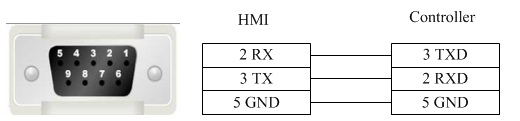 HMI
Controller
5 4 3 2 1
9 8 7 6
2 RX
3 TXD
3 TX
2 RXD
5 GND
5 GND